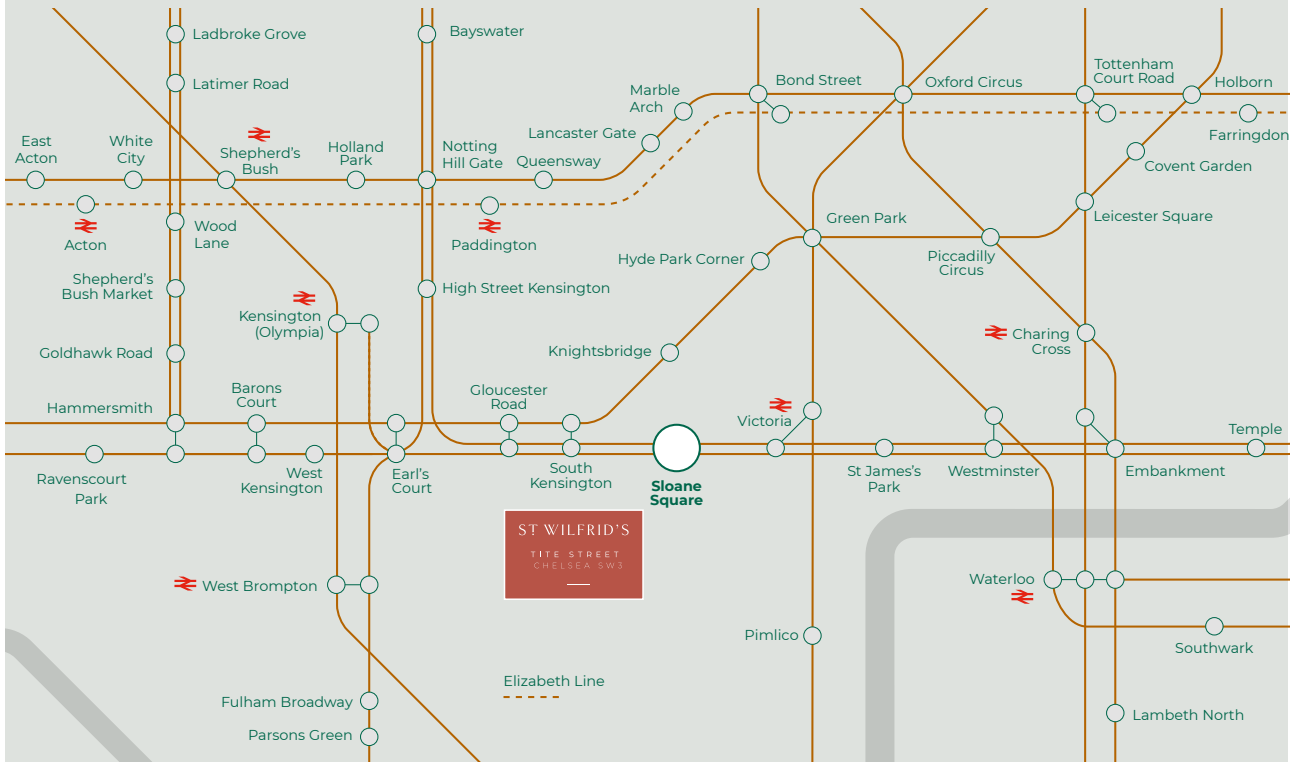 Ladbroke Grove
Bayswater
Latimer Road
Bond Street
Oxford Circus
Tottenham
Court Road
Holborn
Marble
Arch
Lancaster Gate
Farringdon
East
Acton
White
City
Shepherd's
Bush
Holland
Park
Notting
Hill Gate
Queensway
Covent Garden
Acton
Wood
Lane
Paddington
Green Park
Leicester Square
Hyde Park Corner
Piccadilly
Circus
Shepherd's
Bush Market
High Street Kensington
Kensington
(Olympia)
Charing
Cross
Goldhawk Road
Knightsbridge
Hammersmith
Barons
Court
Gloucester
Road
Victoria
Temple
Ravenscourt
Park
West
Kensington
Earl's
Court
South
Kensington
Sloane
Square
St James's
Park
Westminster
Embankment
ST WILFRID'S
TITE STREET
CHELSEA SW3
West Brompton
Waterloo
Pimlico
Southwark
Elizabeth Line
Fulham Broadway
Parsons Green
Lambeth North